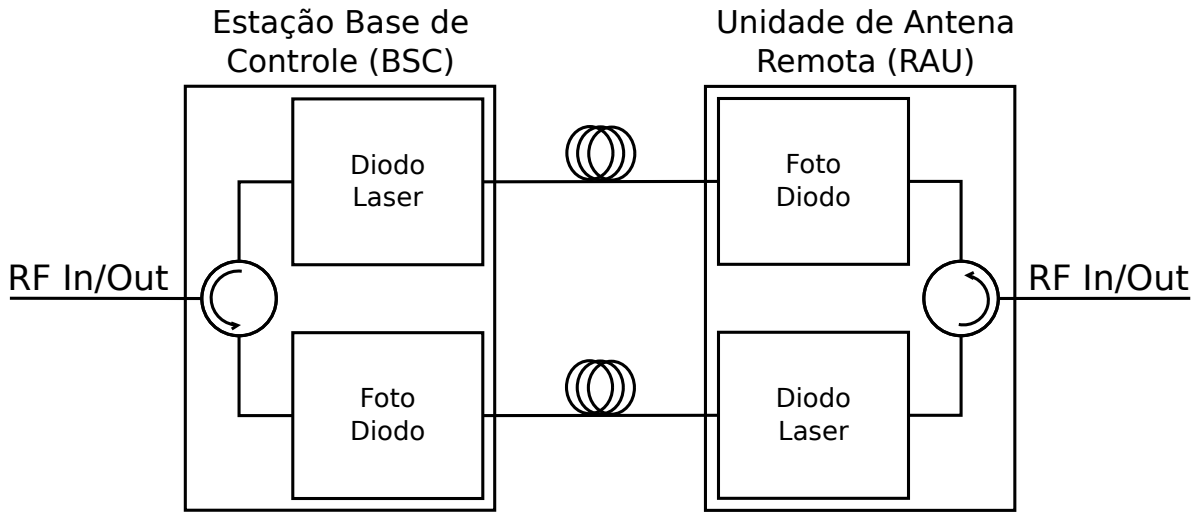 Estação Base de
Controle (BSC)
Unidade de Antena
Remota (RAU)
Diodo
Laser
Foto
Diodo
RF In/Out
RF In/Out
Foto
Diodo
Diodo
Laser